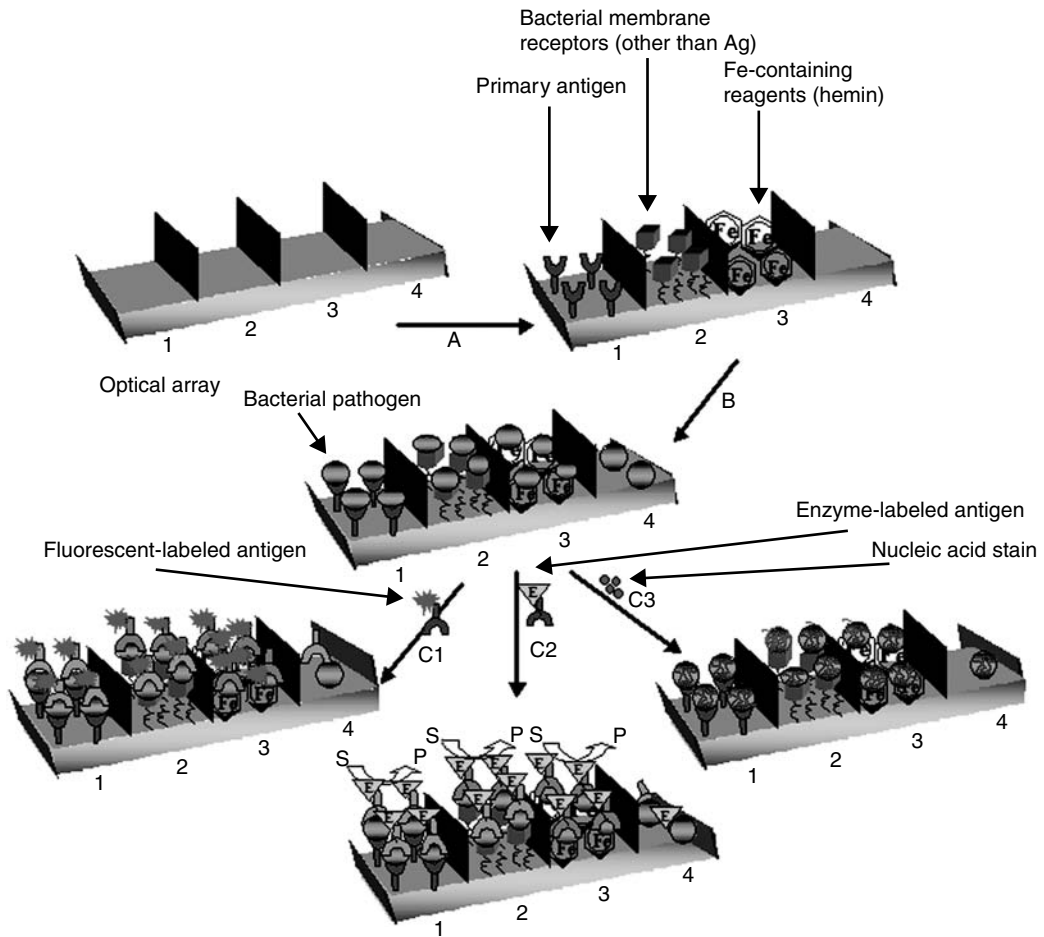 Bacterial membrane
receptors (other than Ag)
Primary antigen
Fe-containing
reagents (hemin)
Fe Fe
Fe Fe
1 2 3 4
A
1 2 3 4
Optical array
Bacterial pathogen
B
Fe Fe
1 2 3 4
Enzyme-labeled antigen
Fluorescent-labeled antigen
Nucleic acid stain
E
C1
C2
C3
Fe
1 2 3 4
Fe
1 2 3 4
S P S P
E E E E E E E E E E E
Fe Fe
1 2 3 4